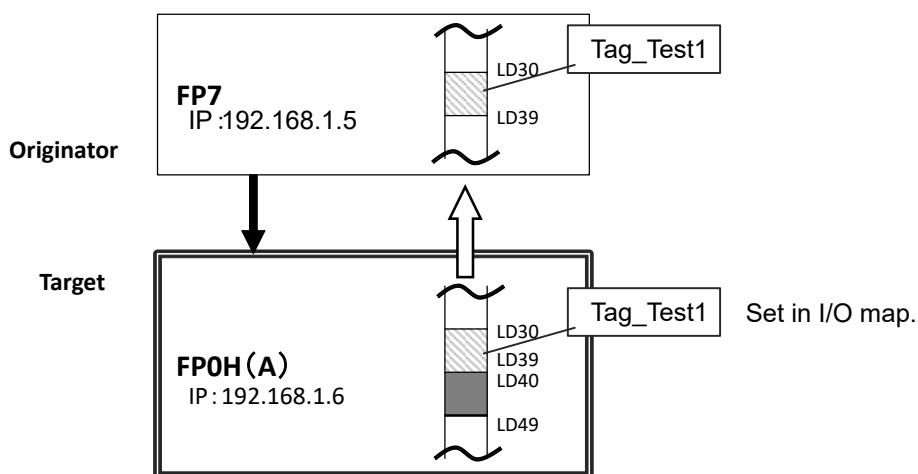 Tag_Test1
LD30
FP7
IP :192.168.1.5
LD39
Originator
Target
Tag_Test1
Set in I/O map.
LD30
LD39
FP0H（A）
LD40
IP : 192.168.1.6
LD49